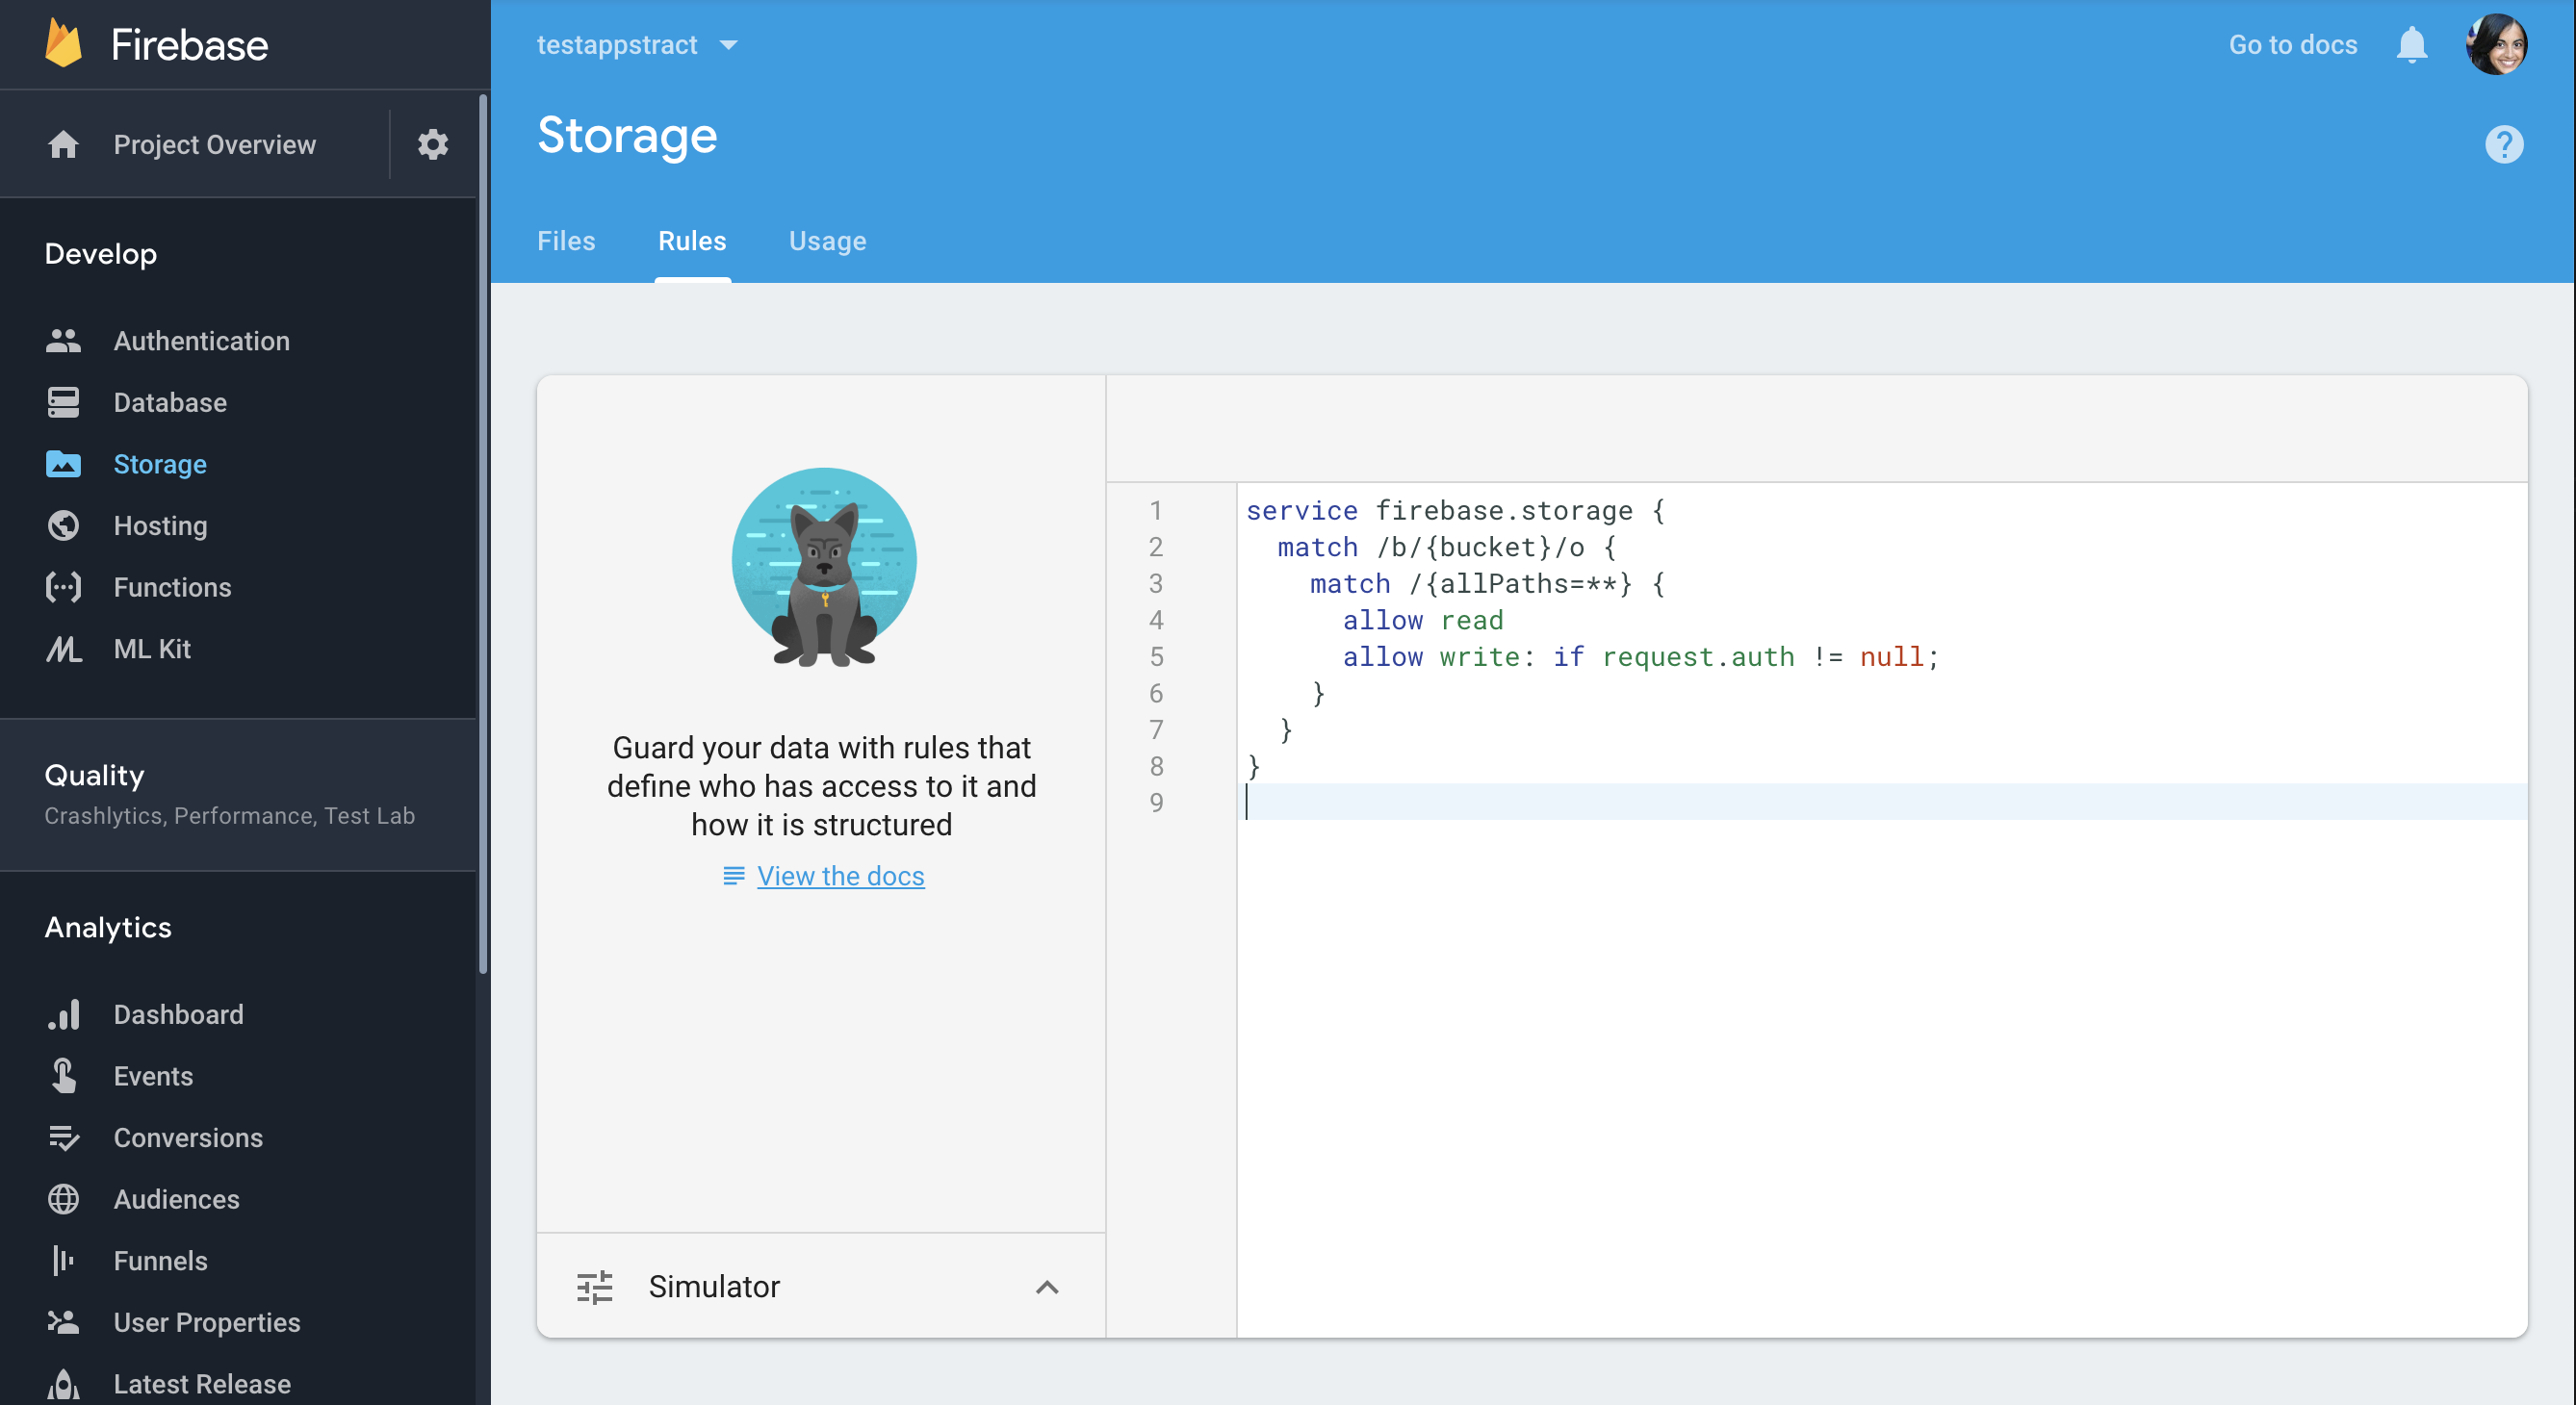 Firebase
Project Overview
Develop
Authentication
Database
Storage
Hosting
Functions
ML Kit
Quality
Crashlytics, Performance, Test Lab
Analytics
Dashboard
Events
Conversions
Audiences
Funnels
User Properties
Latest Release
testappstract
Go to docs
Storage
?
Files Rules Usage
Guard your data with rules that
define who has access to it and
how it is structured
View the docs
Simulator
1 service firebase.storage {
2   match /b/{bucket}/o {
3     match /{allPaths=**} {
4       allow read
5       allow write: if request.auth != null;
6     }
7   }
8 }
9